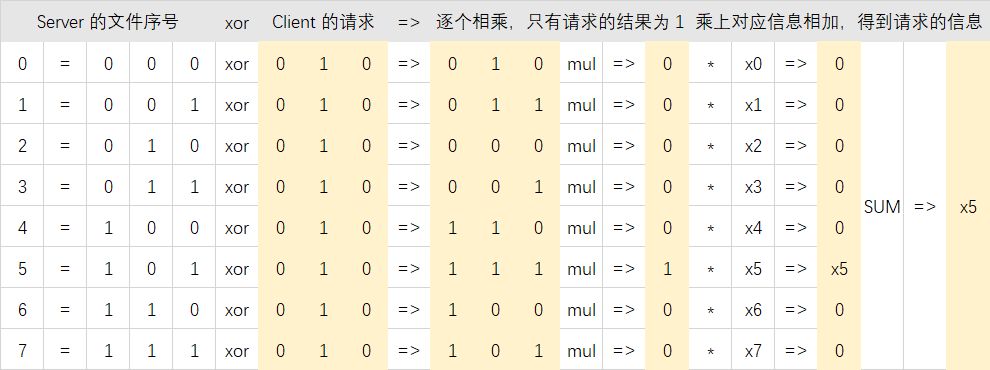 Server 的文件序号 xor Client 的请求 => 逐个相乘，只有请求的结果为 1 乘上对应信息相加，得到请求的信息
0 = 0 0 0 xor 0 1 0 => 0 1 0 mul => 0 * x0 => 0
1 = 0 0 1 xor 0 1 0 => 0 1 1 mul => 0 * x1 => 0
2 = 0 1 0 xor 0 1 0 => 0 0 0 mul => 0 * x2 => 0
3 = 0 1 1 xor 0 1 0 => 0 0 1 mul => 0 * x3 => 0
SUM => x5
4 = 1 0 0 xor 0 1 0 => 1 1 0 mul => 0 * x4 => 0
5 = 1 0 1 xor 0 1 0 => 1 1 1 mul => 1 * x5 => x5
6 = 1 1 0 xor 0 1 0 => 1 0 0 mul => 0 * x6 => 0
7 = 1 1 1 xor 0 1 0 => 1 0 1 mul => 0 * x7 => 0